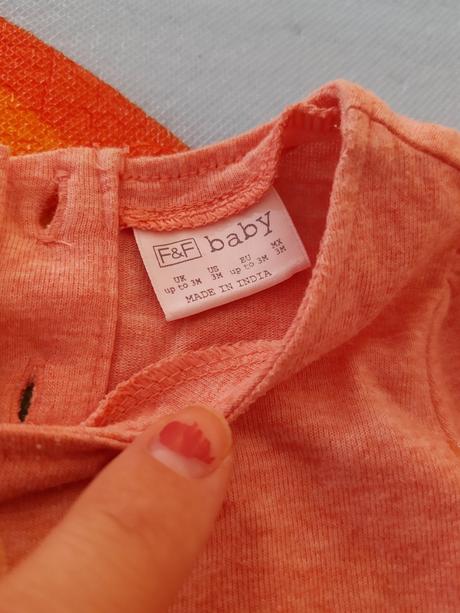 F&F baby
UK US EU MX
up to 3M 3M up to 3M 3M
MADE IN INDIA